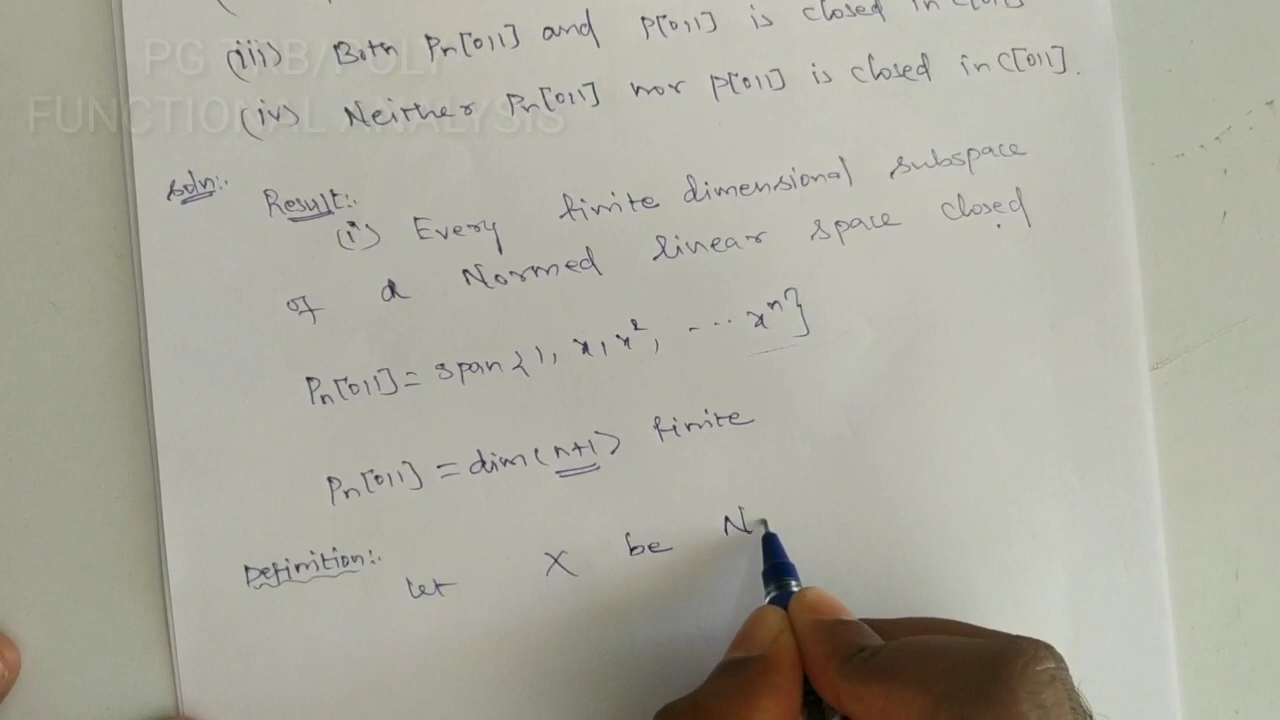 (iii) Both Pn[0,1] and P[0,1] is closed in C[0,1]
PG TRB/POLY
FUNCTIONAL ANALYSIS
(iv) Neither Pn[0,1] nor P[0,1] is closed in C[0,1].
Soln:.
Result:.
(i) Every finite dimensional subspace
of a Normed linear space closed
Pn[0,1] = span {1, x, x², ... xⁿ}
Pn[0,1] = dim(n+1) finite
Definition:.
Let X be N